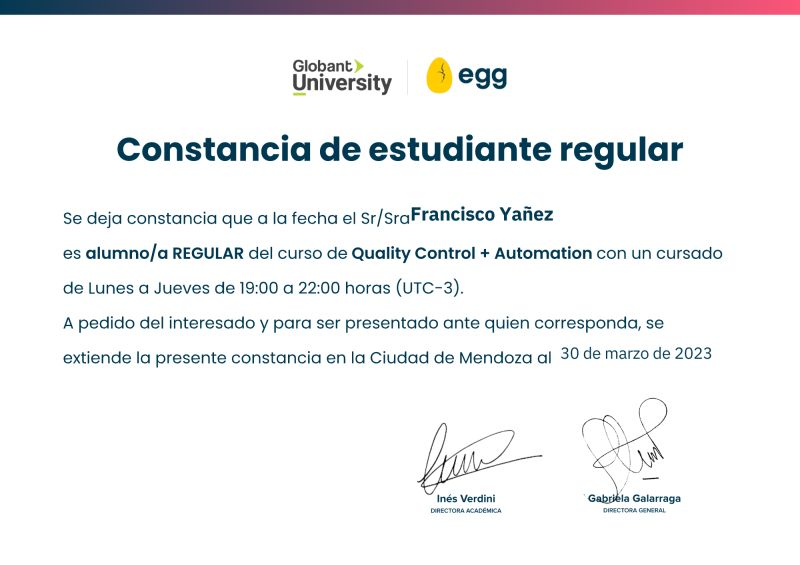 Globant
University
egg
Constancia de estudiante regular
Se deja constancia que a la fecha el Sr/Sra Francisco Yañez
es alumno/a REGULAR del curso de Quality Control + Automation con un cursado
de Lunes a Jueves de 19:00 a 22:00 horas (UTC-3).
A pedido del interesado y para ser presentado ante quien corresponda, se
extiende la presente constancia en la Ciudad de Mendoza al 30 de marzo de 2023
Inés Verdini
DIRECTORA ACADÉMICA
Gabriela Galarraga
DIRECTORA GENERAL